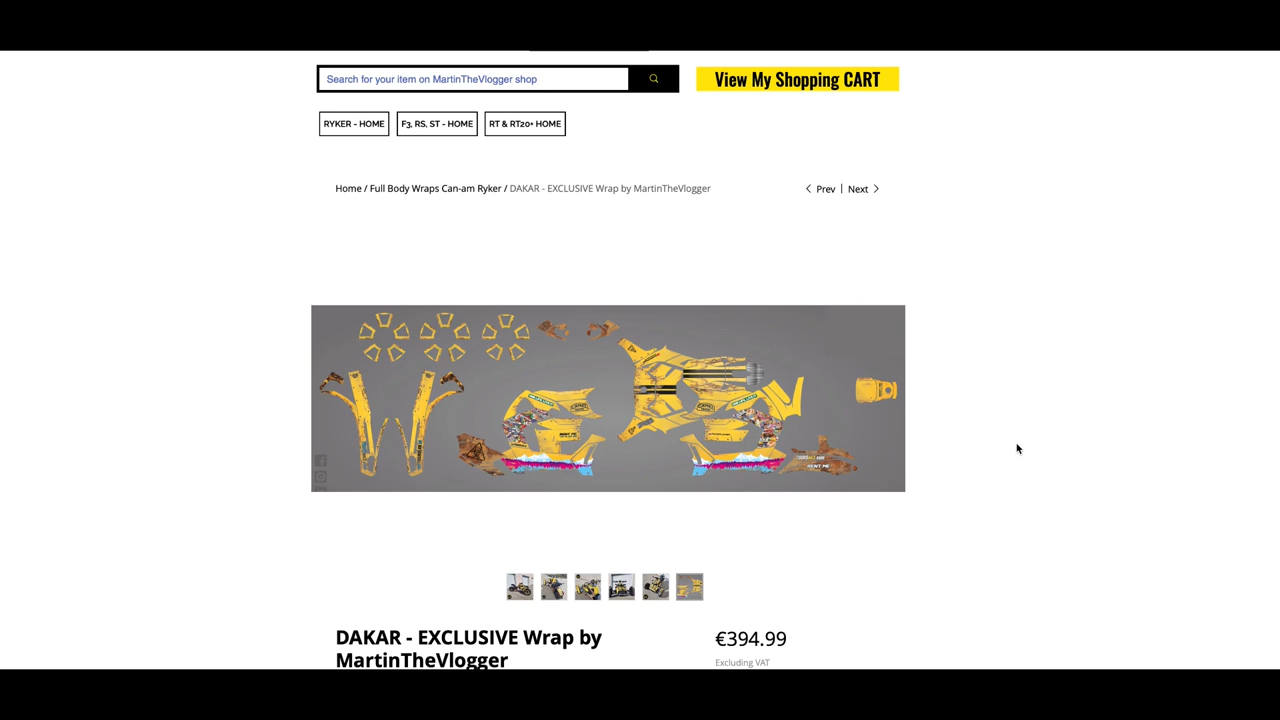 Search for your item on MartinTheVlogger shop
View My Shopping CART
RYKER - HOME
F3, RS, ST - HOME
RT & RT20+ HOME
Home / Full Body Wraps Can-am Ryker / DAKAR - EXCLUSIVE Wrap by MartinTheVlogger
< Prev | Next >
DAKAR - EXCLUSIVE Wrap by
MartinTheVlogger
€394.99
Excluding VAT